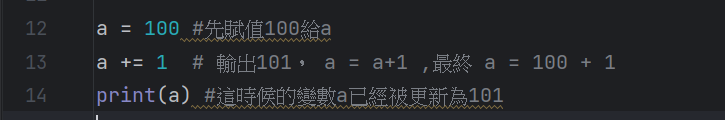 12 a = 100 #先賦值100給a
13 a += 1 # 輸出101， a = a+1 ,最終 a = 100 + 1
14 print(a) #這時候的變數a已經被更新為101